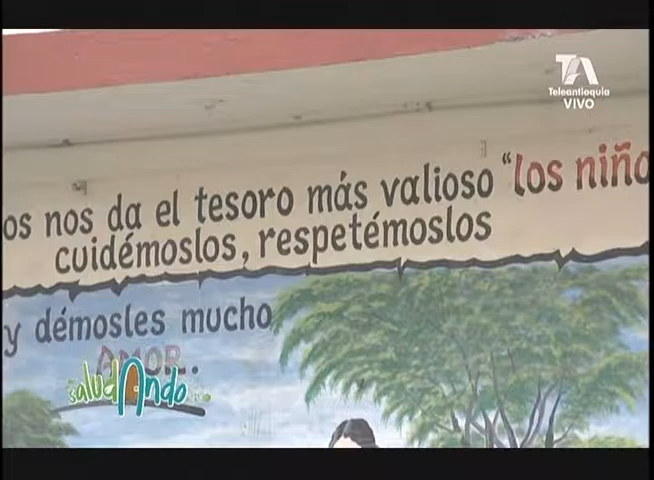 os nos da el tesoro más valioso "los niño
cuidémoslos, respetémoslos
y démosles mucho
AMOR.
saludAndo
TA
Teleantioquia
VIVO